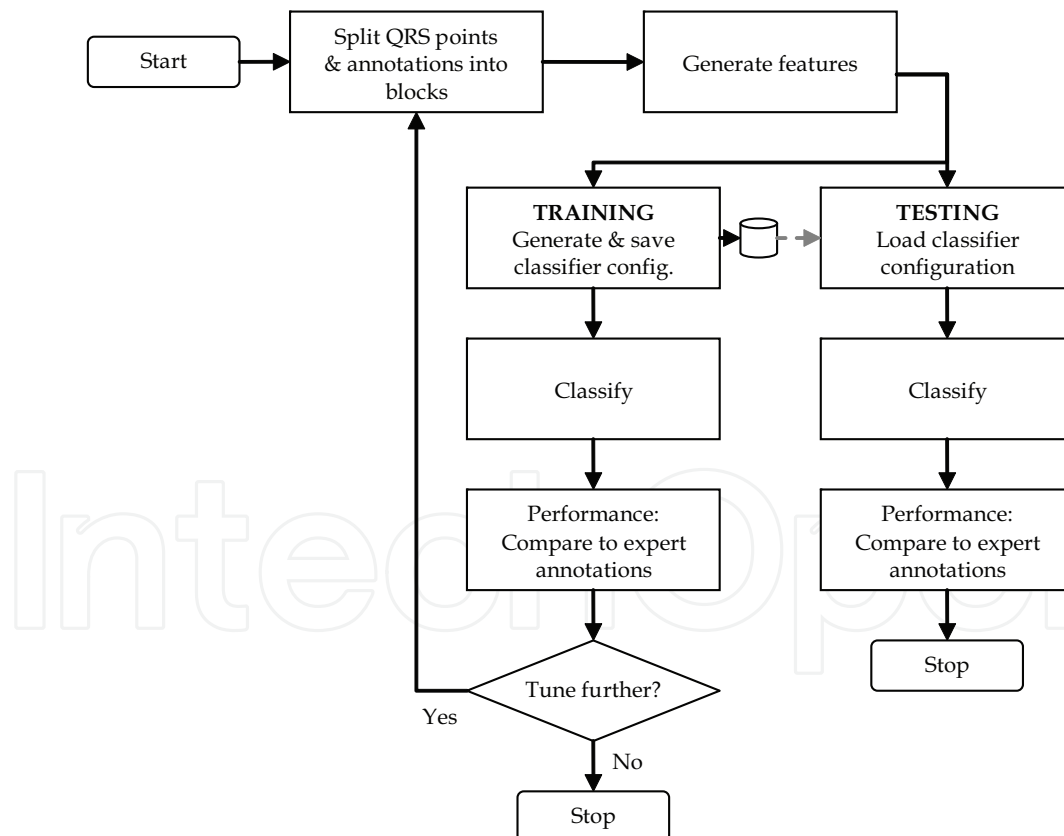 Start
Split QRS points
& annotations into
blocks
Generate features
TRAINING
Generate & save
classifier config.
TESTING
Load classifier
configuration
Classify
Classify
Performance:
Compare to expert
annotations
Performance:
Compare to expert
annotations
IntechOpen
Stop
Tune further?
Yes
No
Stop